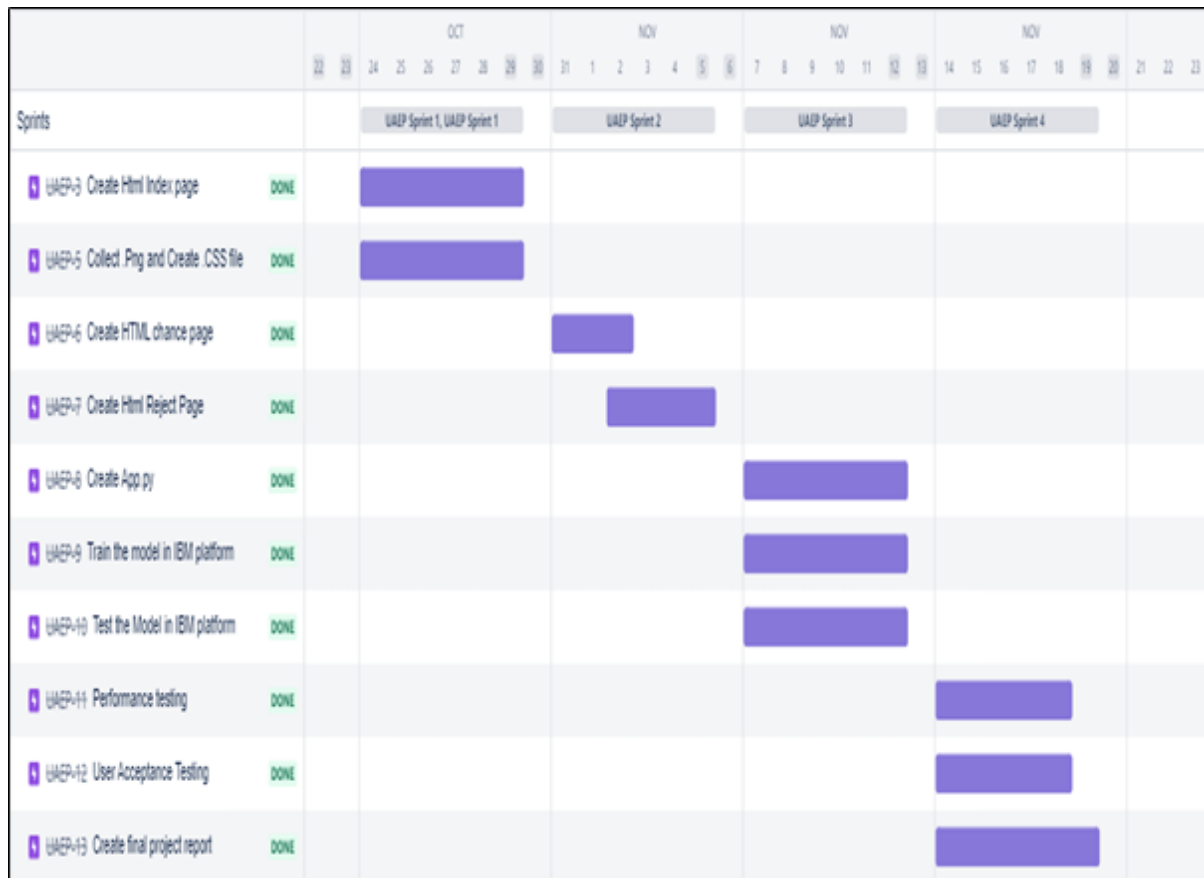 OCT NOV NOV NOV
22 23 24 25 26 27 28 29 30 31 1 2 3 4 5 6 7 8 9 10 11 12 13 14 15 16 17 18 19 20 21 22 23
Sprints UAEP Sprint 1, UAEP Sprint 1 UAEP Sprint 2 UAEP Sprint 3 UAEP Sprint 4
UAEP-3 Create Html Index page DONE
UAEP-5 Collect .Png and Create .CSS file DONE
UAEP-6 Create HTML chance page DONE
UAEP-7 Create Html Reject Page DONE
UAEP-8 Create App.py DONE
UAEP-9 Train the model in IBM platform DONE
UAEP-10 Test the Model in IBM platform DONE
UAEP-11 Performance testing DONE
UAEP-12 User Acceptance Testing DONE
UAEP-13 Create final project report DONE